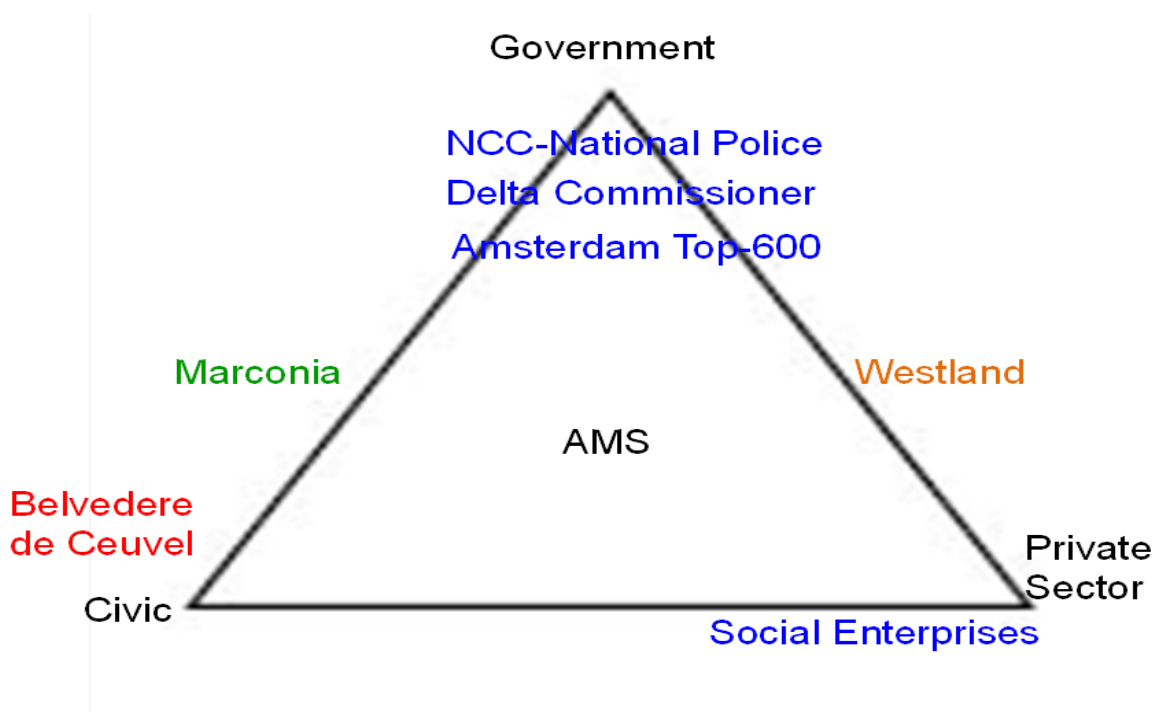 Government
NCC-National Police
Delta Commissioner
Amsterdam Top-600
Marconia
Westland
AMS
Belvedere
de Ceuvel
Private
Sector
Civic
Social Enterprises